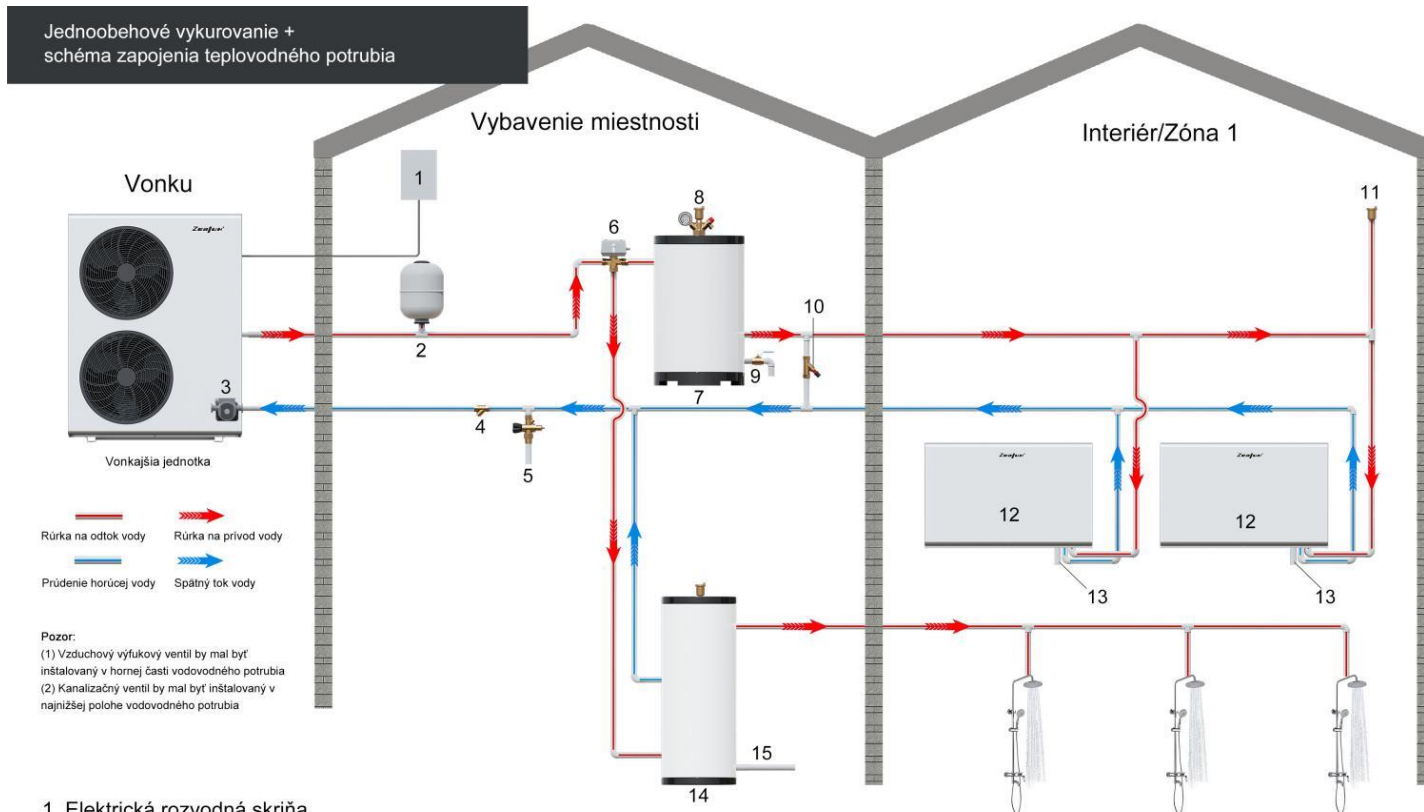 Jednoobehové vykurovanie +
schéma zapojenia teplovodného potrubia
Vybavenie miestnosti
Interiér/Zóna 1
Vonku
1
8
11
6
10
2
3
9
7
4
5
12
12
13
13
Vonkajšia jednotka
Rúrka na odtok vody
Rúrka na prívod vody
Prúdenie horúcej vody
Spätný tok vody
Pozor:
(1) Vzduchový výfukový ventil by mal byť
inštalovaný v hornej časti vodovodného potrubia
(2) Kanalizačný ventil by mal byť inštalovaný v
najnižšej polohe vodovodného potrubia
15
14
1. Elektrická rozvodná skriňa